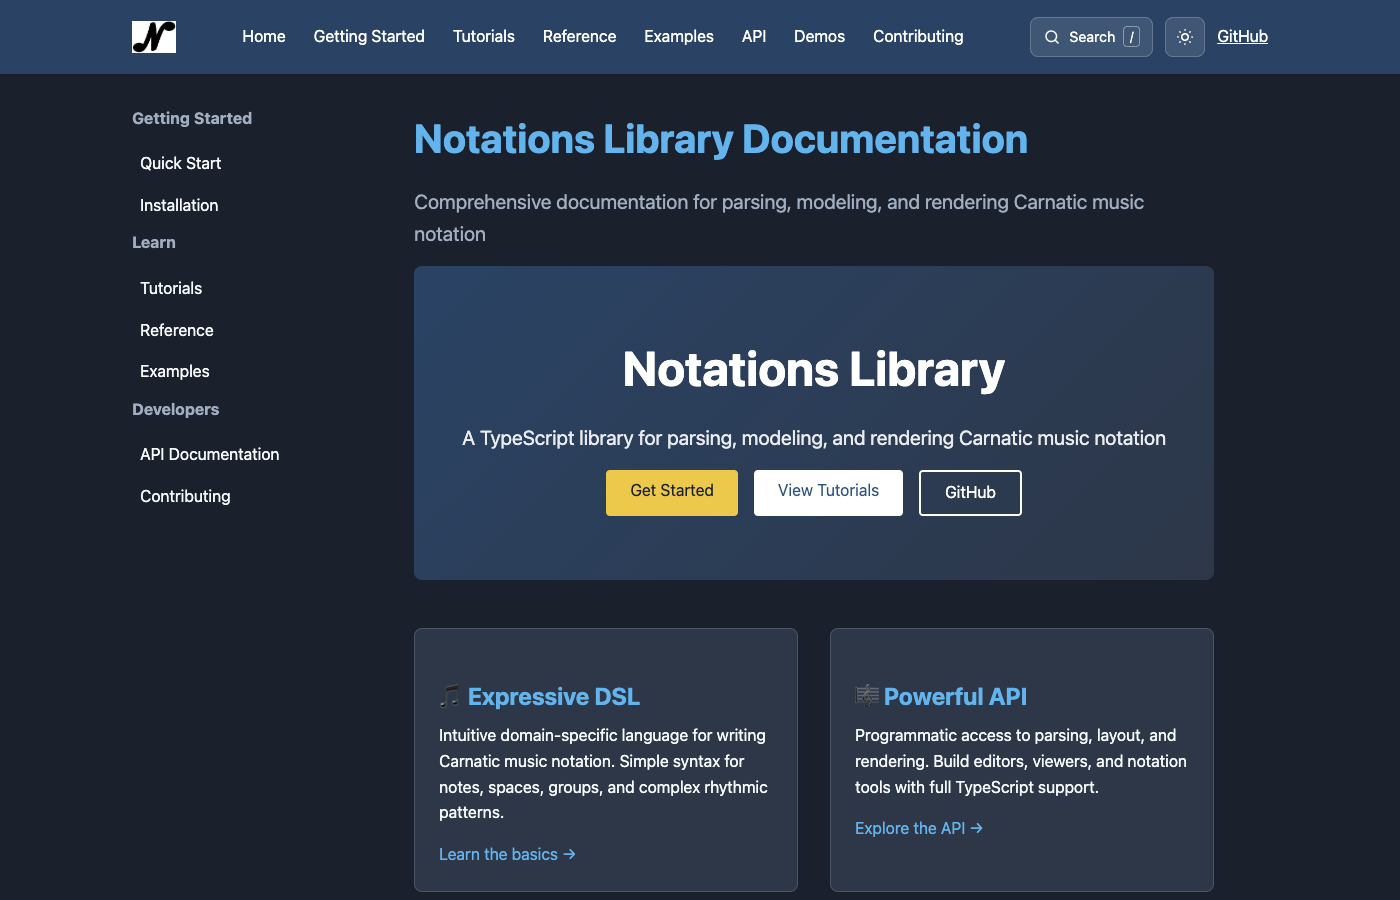 Home Getting Started Tutorials Reference Examples API Demos Contributing Search / GitHub
Getting Started
Quick Start
Installation
Learn
Tutorials
Reference
Examples
Developers
API Documentation
Contributing
Notations Library Documentation
Comprehensive documentation for parsing, modeling, and rendering Carnatic music
notation
Notations Library
A TypeScript library for parsing, modeling, and rendering Carnatic music notation
Get Started View Tutorials GitHub
🎵 Expressive DSL
Intuitive domain-specific language for writing
Carnatic music notation. Simple syntax for
notes, spaces, groups, and complex rhythmic
patterns.
Learn the basics →
🎼 Powerful API
Programmatic access to parsing, layout, and
rendering. Build editors, viewers, and notation
tools with full TypeScript support.
Explore the API →